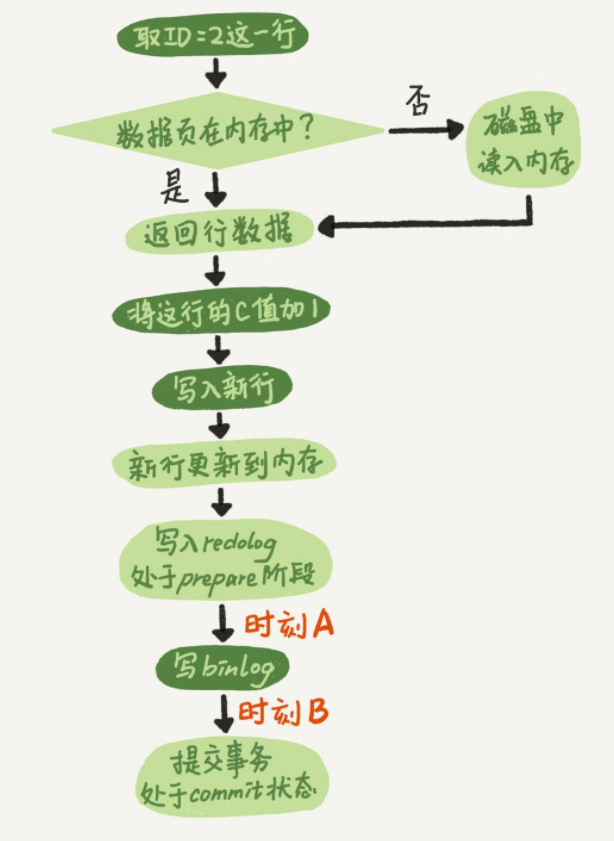 取ID=2这一行
数据页在内存中?
否
磁盘中
读入内存
是
返回行数据
将这行的C值加1
写入新行
新行更新到内存
写入redolog
处于prepare阶段
时刻A
写binlog
时刻B
提交事务
处于commit状态